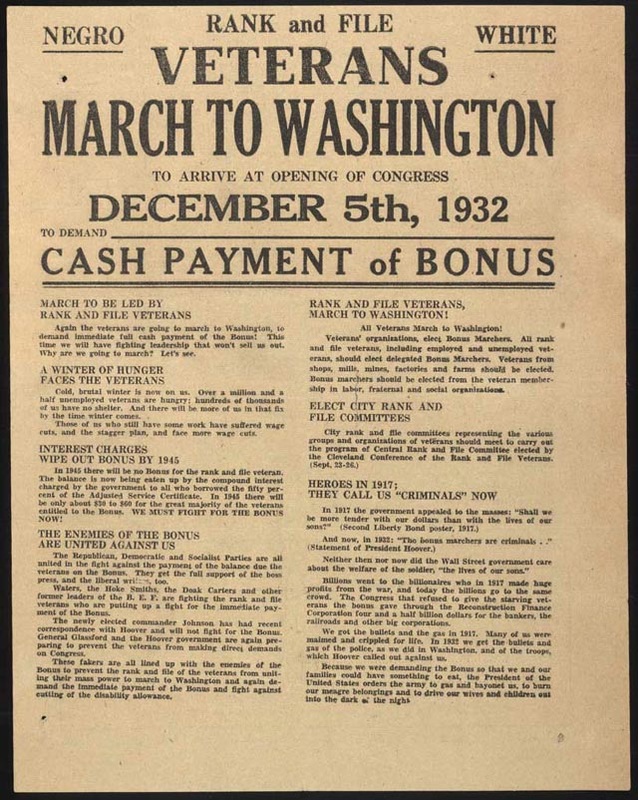 NEGRO
RANK and FILE
WHITE
VETERANS
MARCH TO WASHINGTON
TO ARRIVE AT OPENING OF CONGRESS
DECEMBER 5th, 1932
TO DEMAND
CASH PAYMENT of BONUS
MARCH TO BE LED BY
RANK AND FILE VETERANS
Again the veterans are going to march to Washington, to
demand immediate full cash payment of the Bonus! This
time we will have fighting leadership that won't sell us out.
Why are we going to march? Let's see.
A WINTER OF HUNGER
FACES THE VETERANS
Cold, brutal winter is now on us. Over a million and a
half unemployed veterans are hungry; hundreds of thousands
of us have no shelter. And there will be more of us in that fix
by the time winter comes. . .
Those of us who still have some work have suffered wage
cuts, and the stagger plan, and face more wage cuts.
INTEREST CHARGES
WIPE OUT BONUS BY 1945
In 1945 there will be no Bonus for the rank and file veteran.
The balance is now being eaten up by the compound interest
charged by the government to all who borrowed the fifty per-
cent of the Adjusted Service Certificate. In 1945 there will
be only about $30 to $60 for the great majority of the veterans
entitled to the Bonus. WE MUST FIGHT FOR THE BONUS
NOW!
THE ENEMIES OF THE BONUS
ARE UNITED AGAINST US
The Republican, Democratic and Socialist Parties are all
united in the fight against the payment of the balance due the
veterans on the Bonus. They get the full support of the boss
press, and the liberal too.
Waters, the Hoke Smiths, the Doak Carters and other
former leaders of the B. E. F. are fighting the rank and file
veterans who are putting up a fight for the immediate pay-
ment of the Bonus.
The newly elected commander Johnson has had recent
correspondence with Hoover and will not fight for the Bonus.
General Glassford and the Hoover government are again pre-
paring to prevent the veterans from making direct demands
on Congress.
These fakers are all lined up with the enemies of the
Bonus to prevent the rank and file of the veterans from unit-
ing their mass power to march to Washington and again de-
mand the immediate payment of the Bonus and fight against
cutting of the disability allowance.
RANK AND FILE VETERANS,
MARCH TO WASHINGTON!
All Veterans March to Washington!
Veterans' organizations, elect Bonus Marchers. All rank
and file veterans, including employed and unemployed vet-
erans, should elect delegated Bonus Marchers. Veterans from
shops, mills, mines, factories and farms should be elected.
Bonus marchers should be elected from the veteran member-
ship in labor, fraternal and social organizations.
ELECT CITY RANK AND
FILE COMMITTEES
City rank and file committees representing the various
groups and organizations of veterans should meet to carry out
the program of Central Rank and File Committee elected by
the Cleveland Conference of the Rank and File Veterans.
(Sept. 23-26.)
HEROES IN 1917;
THEY CALL US "CRIMINALS" NOW
In 1917 the government appealed to the masses: "Shall we
be more tender with our dollars than with the lives of our
sons?" (Second Liberty Bond poster, 1917.)
And now, in 1932: "The bonus marchers are criminals . ."
(Statement of President Hoover.)
Neither then nor now did the Wall Street government care
about the welfare of the soldier, "the lives of our sons."
Billions went to the billionaires who in 1917 made huge
profits from the war, and today the billions go to the same
crowd. The Congress that refused to give the starving vet-
erans the bonus gave through the Reconstruction Finance
Corporation four and a half billion dollars for the bankers, the
railroads and other big corporations.
We got the bullets and the gas in 1917. Many of us were
maimed and crippled for life. In 1932 we get the bullets and
gas of the police, as we did in Washington, and of the troops,
which Hoover called out against us.
Because we were demanding the Bonus so that we and our
families could have something to eat, the President of the
United States orders the army to gas and bayonet us, to burn
our meagre belongings and to drive our wives and children out
into the dark of the night